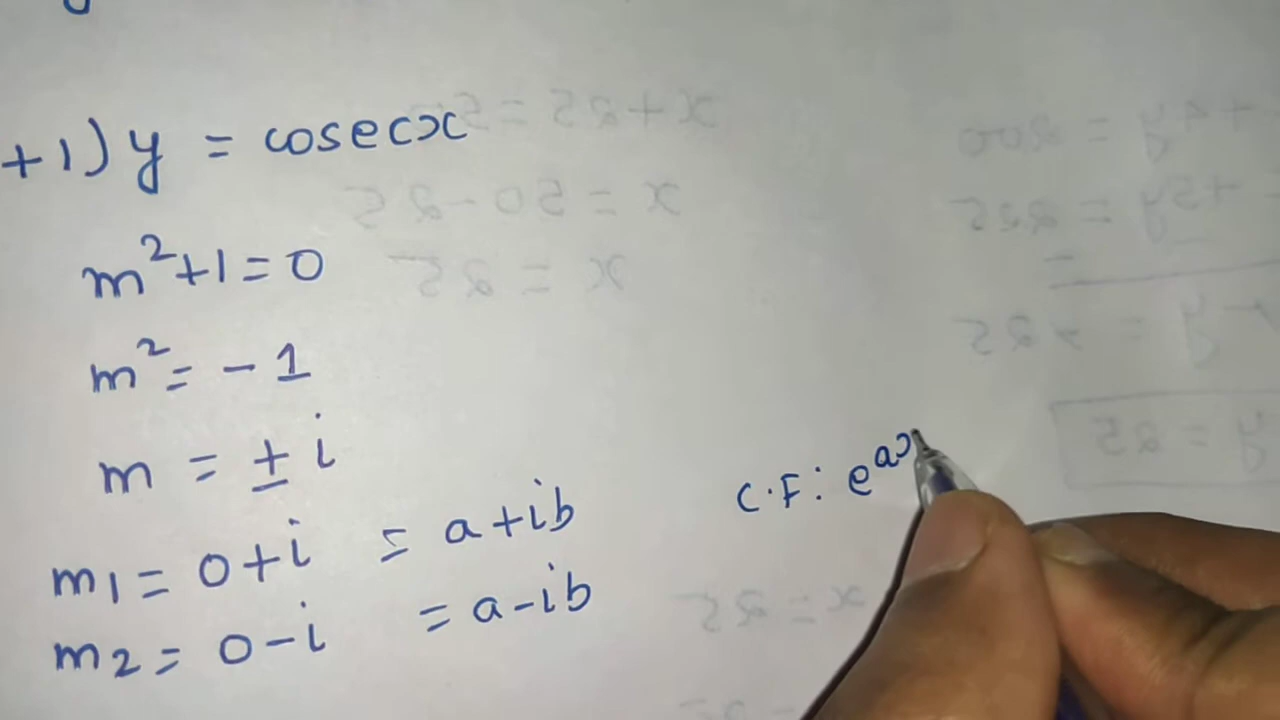 +1) y = cosecx
m²+1=0
m² = -1
m = ± i
m1 = 0+i = a+ib
m2 = 0-i = a-ib
C.F: e^ax